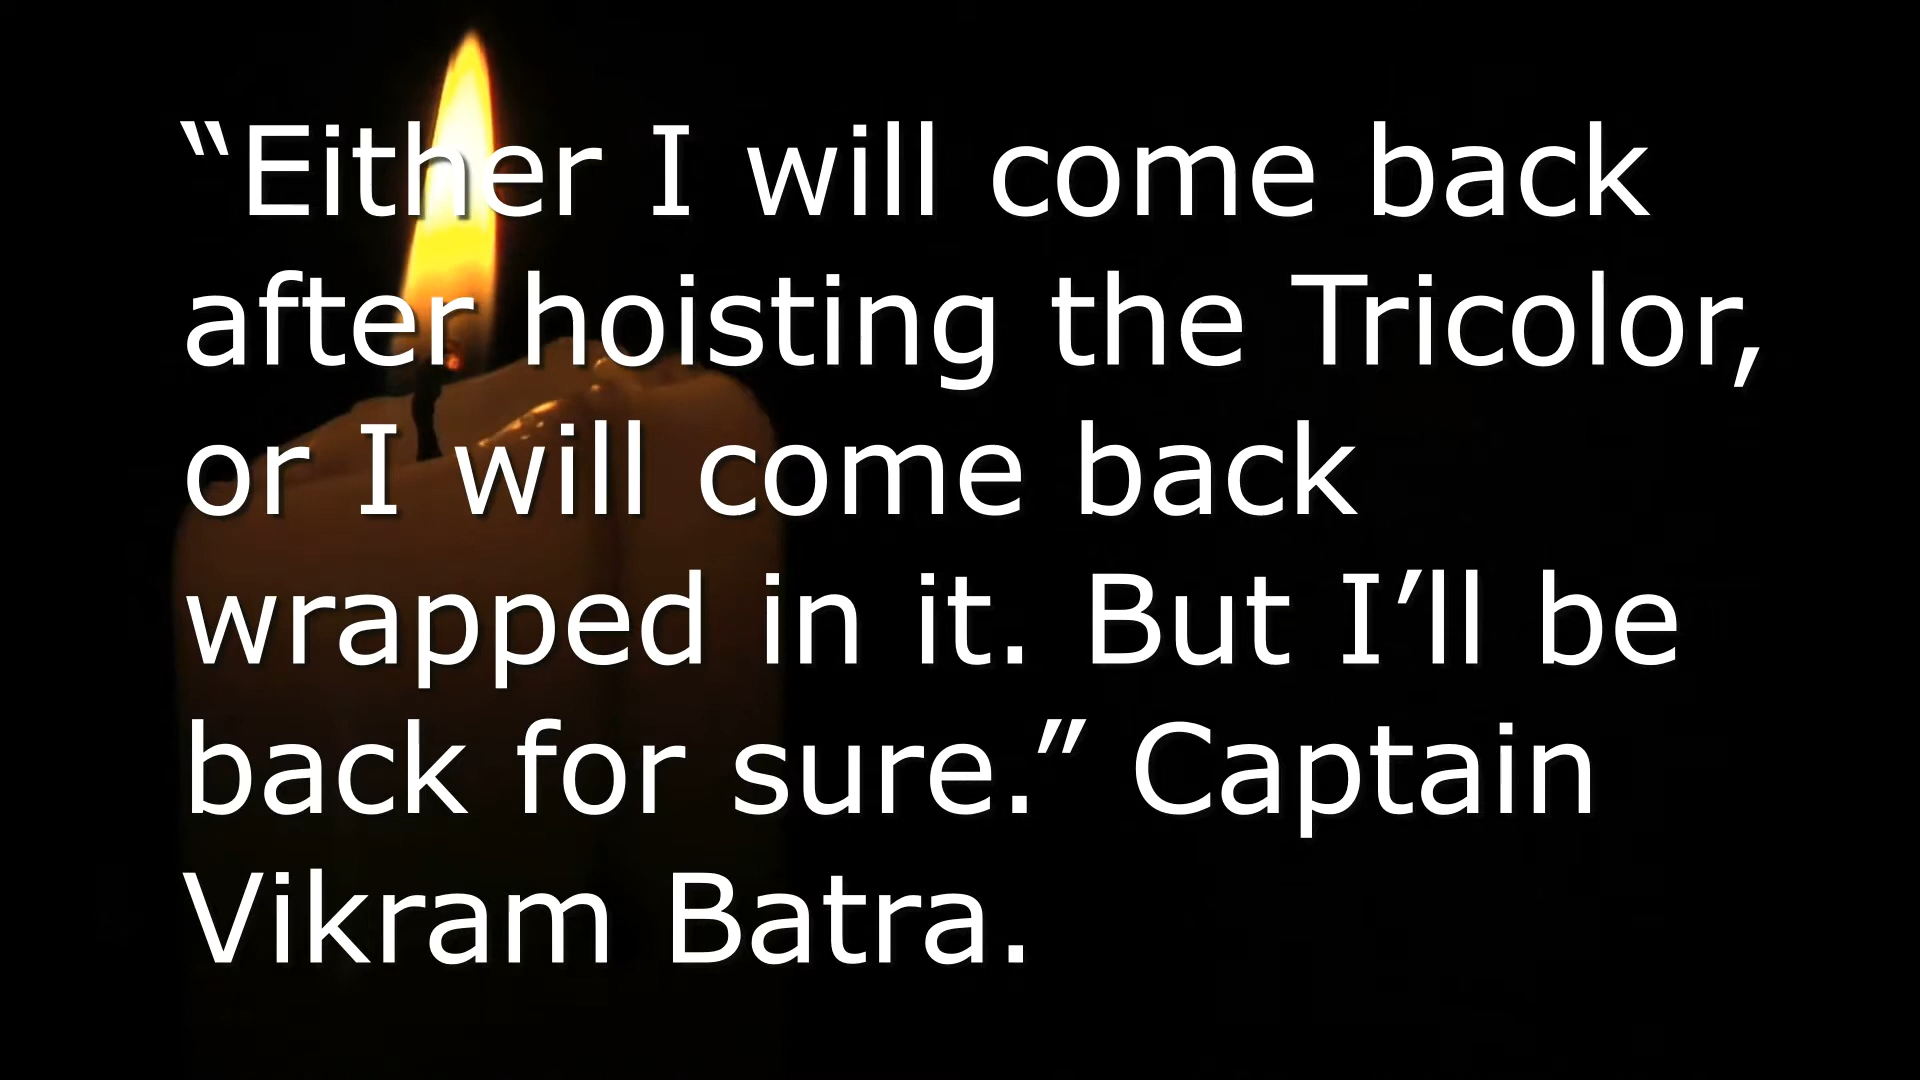 “Either I will come back
after hoisting the Tricolor,
or I will come back
wrapped in it. But I’ll be
back for sure.” Captain
Vikram Batra.